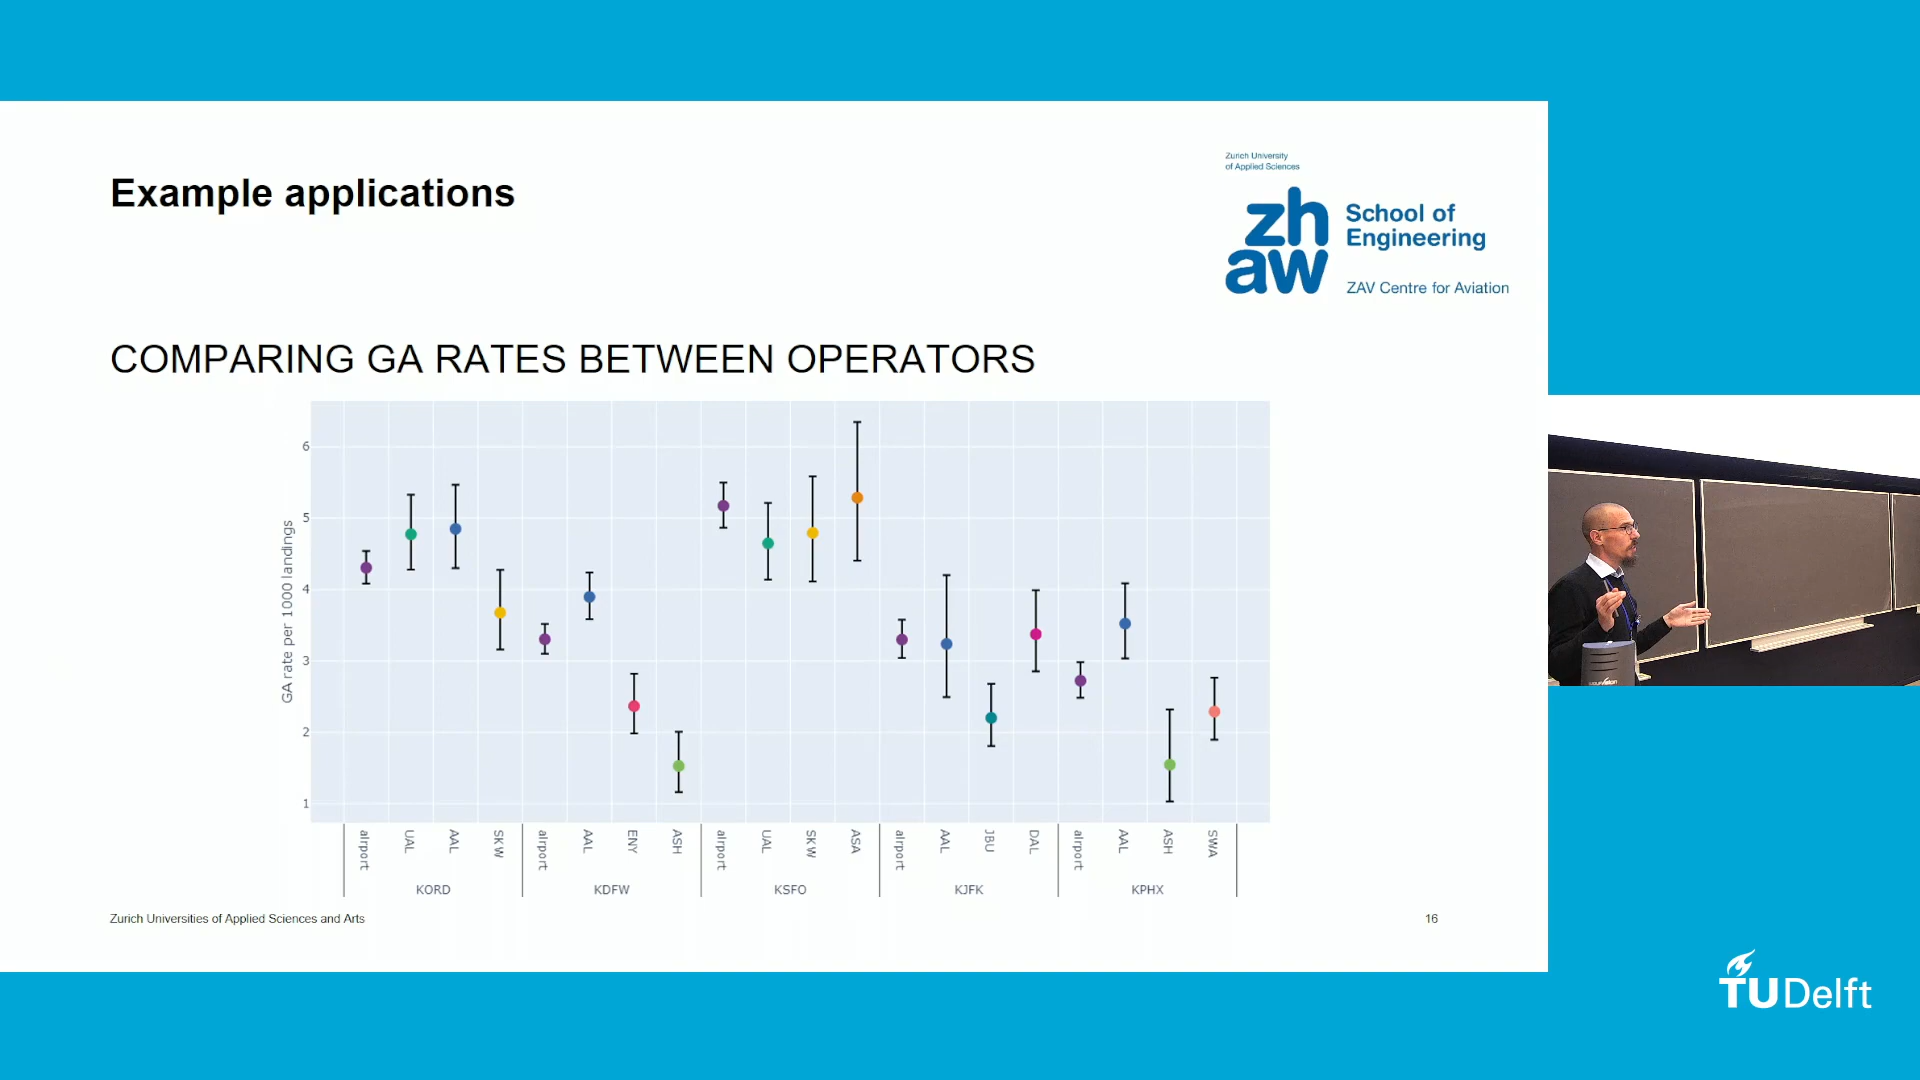 Example applications
Zurich University
of Applied Sciences
zh
aw
School of
Engineering
ZAV Centre for Aviation
COMPARING GA RATES BETWEEN OPERATORS
GA rate per 1000 landings
6
5
4
3
2
1
airport
UAL
AAL
SKW
airport
AAL
ENY
ASH
airport
UAL
SKW
ASA
airport
AAL
JBU
DAL
airport
AAL
ASH
SWA
KORD
KDFW
KSFO
KJFK
KPHX
Zurich Universities of Applied Sciences and Arts
16
TUDelft